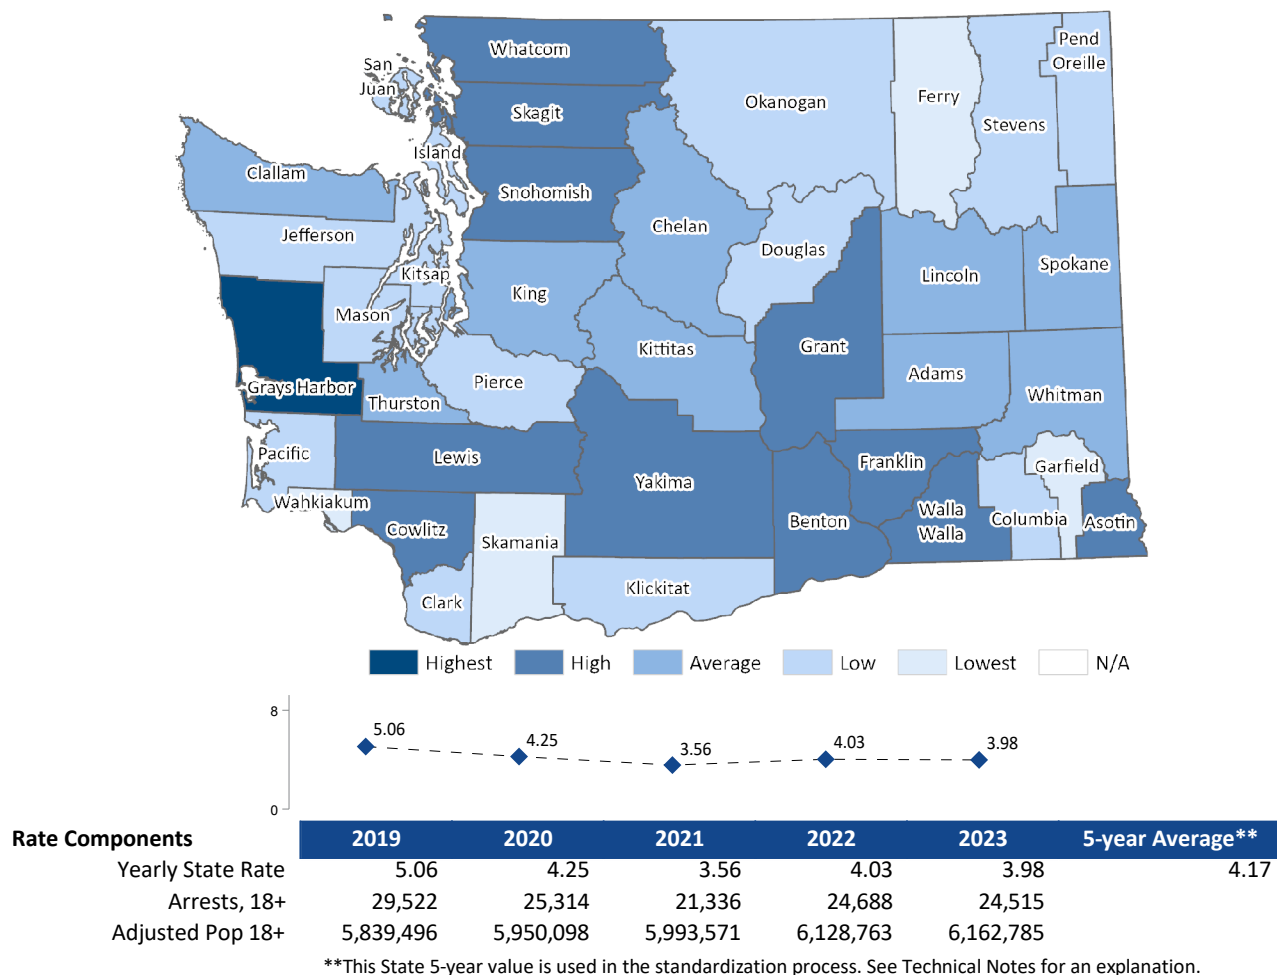 Whatcom
San
Juan
Skagit
Island
Snohomish
Okanogan
Ferry
Stevens
Pend
Oreille
Clallam
Jefferson
Chelan
Douglas
Lincoln
Spokane
Kitsap
King
Mason
Grant
Kittitas
Adams
Whitman
Grays Harbor
Thurston
Pierce
Pacific
Lewis
Yakima
Franklin
Garfield
Wahkiakum
Cowlitz
Skamania
Benton
Walla
Walla
Columbia
Asotin
Clark
Klickitat
Highest High Average Low Lowest N/A
8
5.06 4.25 3.56 4.03 3.98
0
Rate Components 2019 2020 2021 2022 2023 5-year Average**
Yearly State Rate 5.06 4.25 3.56 4.03 3.98 4.17
Arrests, 18+ 29,522 25,314 21,336 24,688 24,515
Adjusted Pop 18+ 5,839,496 5,950,098 5,993,571 6,128,763 6,162,785
**This State 5-year value is used in the standardization process. See Technical Notes for an explanation.